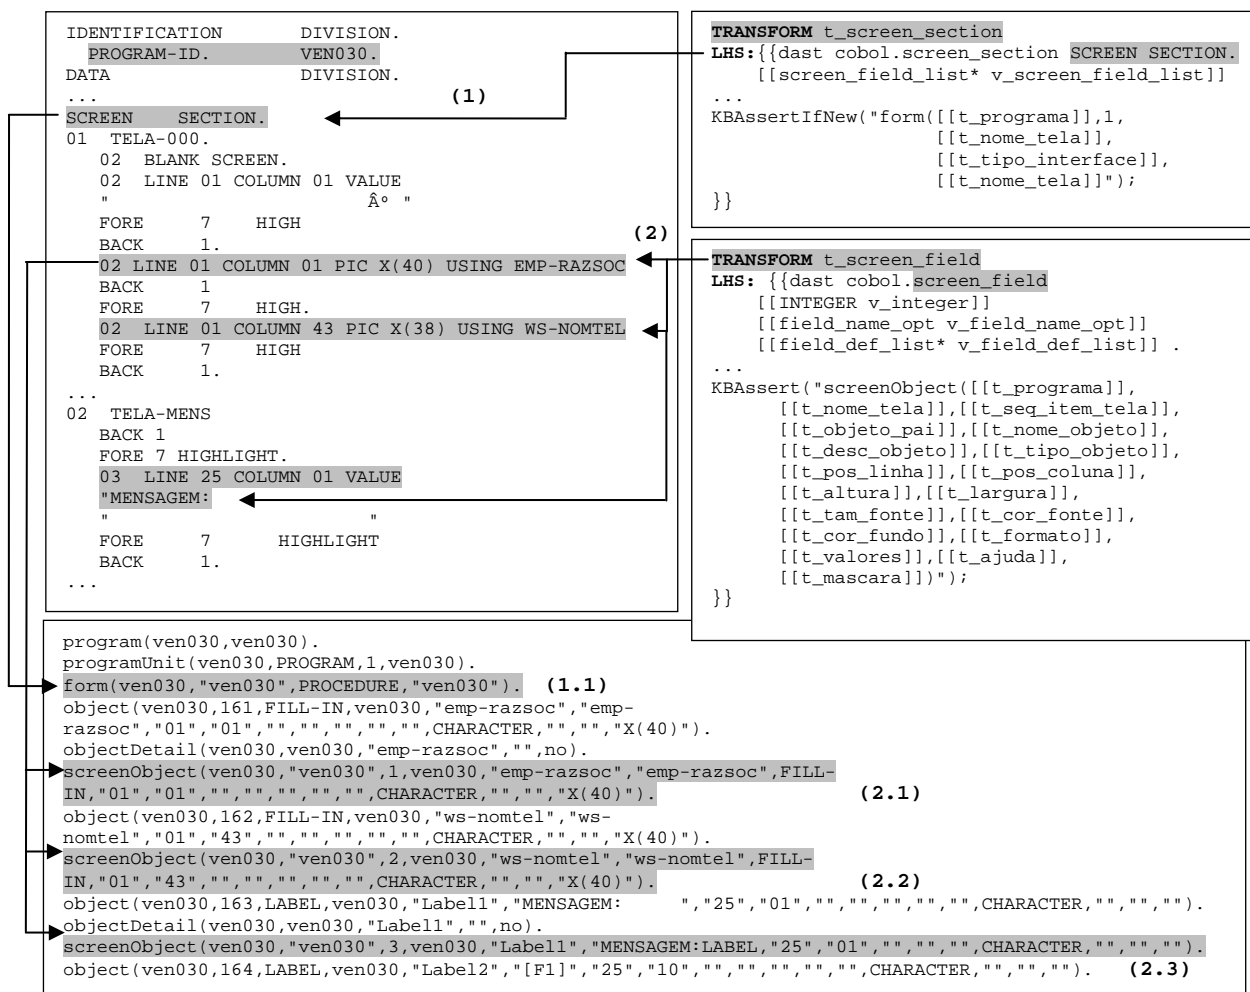 IDENTIFICATION DIVISION.
PROGRAM-ID. VEN030.
DATA DIVISION.
...
(1)
SCREEN SECTION.
01 TELA-000.
02 BLANK SCREEN.
02 LINE 01 COLUMN 01 VALUE
" Âº "
FORE 7 HIGH
BACK 1.
(2)
02 LINE 01 COLUMN 01 PIC X(40) USING EMP-RAZSOC
BACK 1
FORE 7 HIGH.
02 LINE 01 COLUMN 43 PIC X(38) USING WS-NOMTEL
FORE 7 HIGH
BACK 1.
...
02 TELA-MENS
BACK 1
FORE 7 HIGHLIGHT.
03 LINE 25 COLUMN 01 VALUE
"MENSAGEM:
" "
FORE 7 HIGHLIGHT
BACK 1.
...
TRANSFORM t_screen_section
LHS:{{dast cobol.screen_section SCREEN SECTION.
[[screen_field_list* v_screen_field_list]]
...
KBAssertIfNew("form([[t_programa]],1,
[[t_nome_tela]],
[[t_tipo_interface]],
[[t_nome_tela]]");
}}
TRANSFORM t_screen_field
LHS: {{dast cobol.screen_field
[[INTEGER v_integer]]
[[field_name_opt v_field_name_opt]]
[[field_def_list* v_field_def_list]] .
...
KBAssert("screenObject([[t_programa]],
[[t_nome_tela]],[[t_seq_item_tela]],
[[t_objeto_pai]],[[t_nome_objeto]],
[[t_desc_objeto]],[[t_tipo_objeto]],
[[t_pos_linha]],[[t_pos_coluna]],
[[t_altura]],[[t_largura]],
[[t_tam_fonte]],[[t_cor_fonte]],
[[t_cor_fundo]],[[t_formato]],
[[t_valores]],[[t_ajuda]],
[[t_mascara]])");
}}
program(ven030,ven030).
programUnit(ven030,PROGRAM,1,ven030).
form(ven030,"ven030",PROCEDURE,"ven030"). (1.1)
object(ven030,161,FILL-IN,ven030,"emp-razsoc","emp-
razsoc","01","01","","","","","",CHARACTER,"","","X(40)").
objectDetail(ven030,ven030,"emp-razsoc","",no).
screenObject(ven030,"ven030",1,ven030,"emp-razsoc","emp-razsoc",FILL-
IN,"01","01","","","","","",CHARACTER,"","","X(40)"). (2.1)
object(ven030,162,FILL-IN,ven030,"ws-nomtel","ws-
nomtel","01","43","","","","","",CHARACTER,"","","X(40)").
screenObject(ven030,"ven030",2,ven030,"ws-nomtel","ws-nomtel",FILL-
IN,"01","43","","","","","",CHARACTER,"","","X(40)"). (2.2)
object(ven030,163,LABEL,ven030,"Label1","MENSAGEM: ","25","01","","","","","",CHARACTER,"","","").
objectDetail(ven030,ven030,"Label1","",no).
screenObject(ven030,"ven030",3,ven030,"Label1","MENSAGEM:LABEL,"25","01","","","",CHARACTER,"","","").
object(ven030,164,LABEL,ven030,"Label2","[F1]","25","10","","","","","",CHARACTER,"","",""). (2.3)